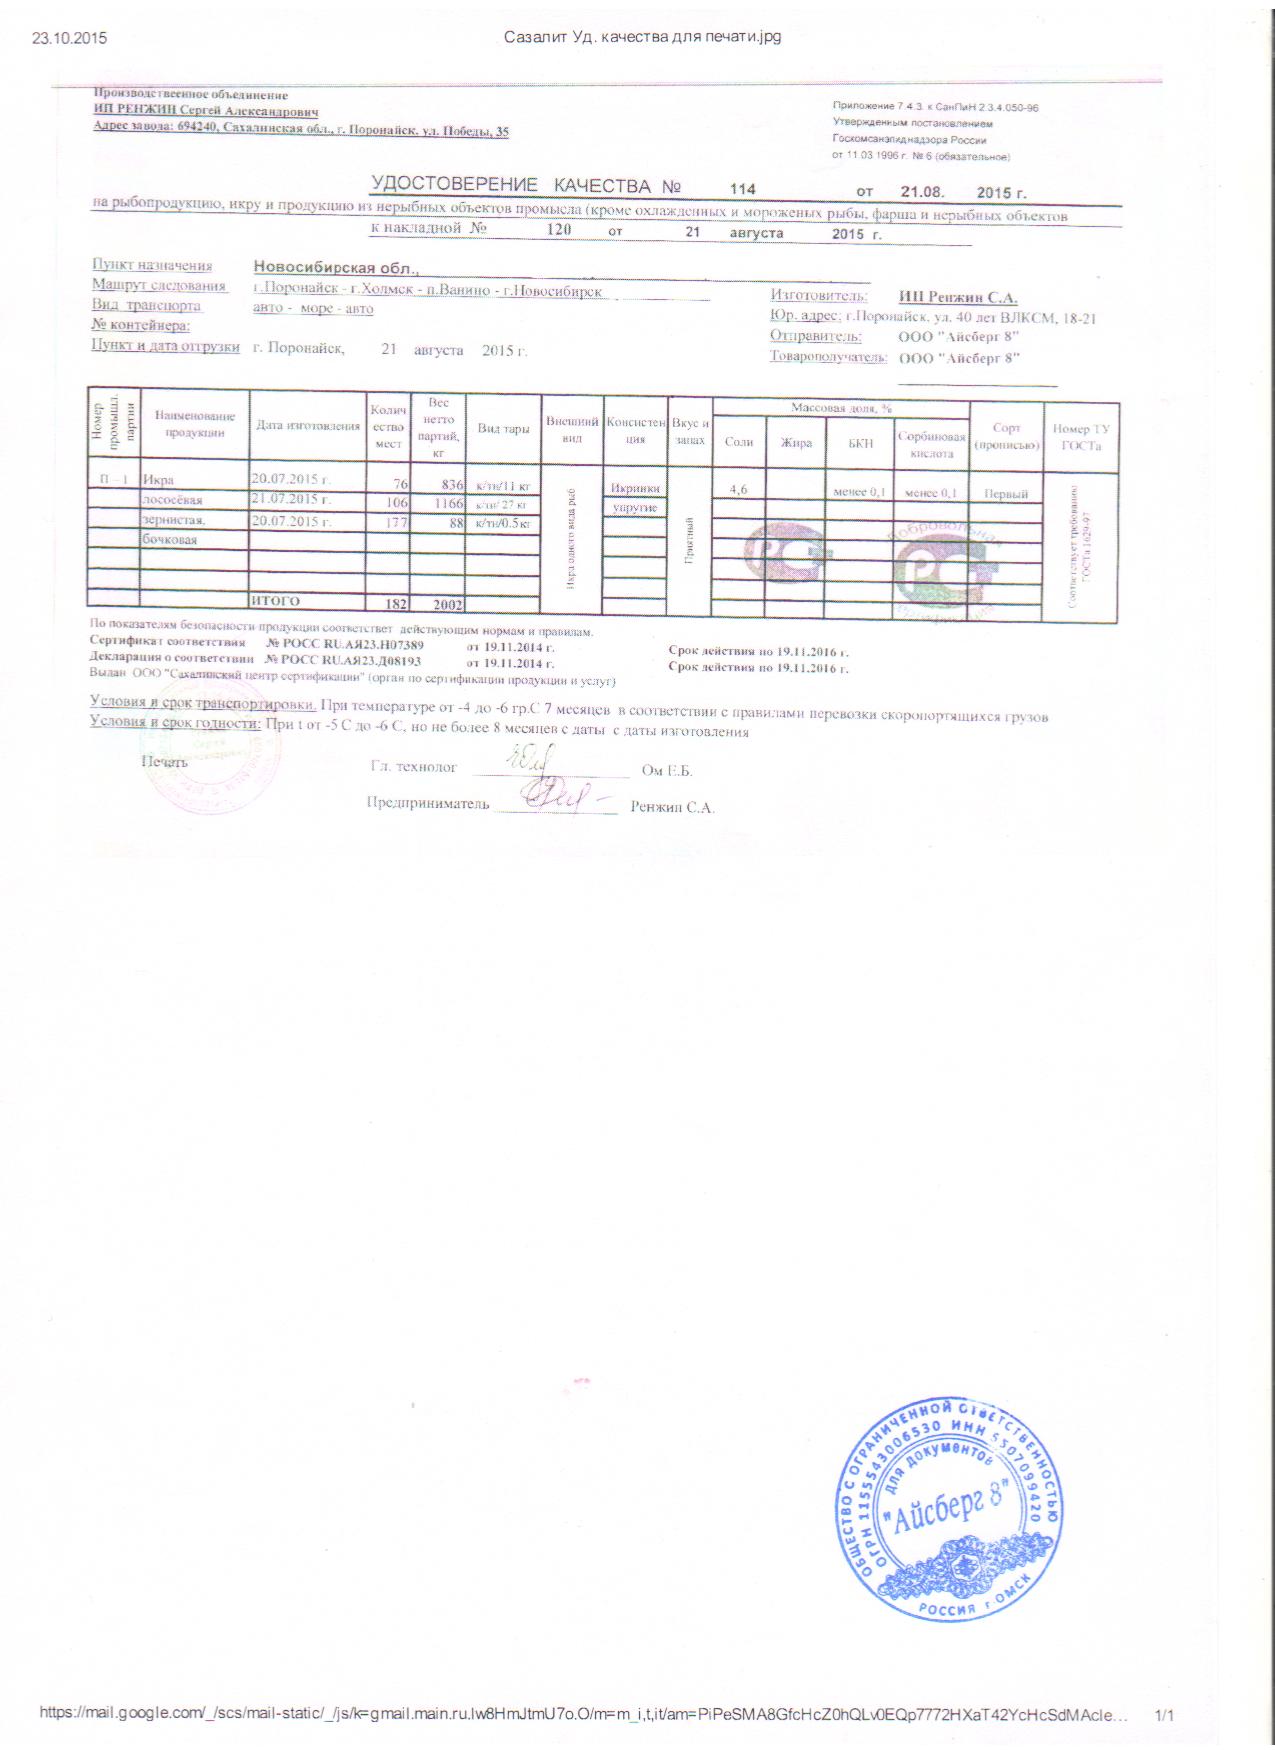 23.10.2015
Сазалит Уд. качества для печати.jpg
Производственное объединение
ИП РЕНЖИН Сергей Александрович
Адрес завода: 694240, Сахалинская обл., г. Поронайск, ул. Победы, 35
Приложение 7.4.3. к СанПиН 2.3.4.050-96
Утвержденным постановлением
Госкомсанэпиднадзора России
от 11.03 1996 г. № 6 (обязательное)
УДОСТОВЕРЕНИЕ КАЧЕСТВА № 114 от 21.08. 2015 г.
на рыбопродукцию, икру и продукцию из нерыбных объектов промысла (кроме охлажденных и мороженых рыбы, фарша и нерыбных объектов
к накладной № 120 от 21 августа 2015 г.
Пункт назначения Новосибирская обл.,
Машрут следования г.Поронайск - г.Холмск - п.Ванино - г.Новосибирск
Вид транспорта авто - море - авто
№ контейнера:
Пункт и дата отгрузки г. Поронайск, 21 августа 2015 г.
Изготовитель: ИП Ренжин С.А.
Юр. адрес: г.Поронайск, ул. 40 лет ВЛКСМ, 18-21
Отправитель: ООО "Айсберг 8"
Товарополучатель: ООО "Айсберг 8"
Номер промышл. партии
Наименование продукции
Дата изготовления
Колич ество мест
Вес нетто партий, кг
Вид тары
Внешний вид
Консистен ция
Вкус и запах
Массовая доля, %
Соли
Жира
БКН
Сорбиновая кислота
Сорт (прописью)
Номер ТУ ГОСТа
П – 1 Икра 20.07.2015 г. 76 836 к/тн/11 кг Икринки 4,6 менее 0,1 менее 0,1 Первый
лососёвая 21.07.2015 г. 106 1166 к/тн/ 27 кг упругие
зернистая, 20.07.2015 г. 177 88 к/тн/0.5кг
бочковая
Икра одного вида рыб
Приятный
Соответствует требованию ГОСТа 1629-97
Добровольная
ИТОГО 182 2002
По показателям безопасности продукции соответствет действующим нормам и правилам.
Сертификат соответствия № РОСС RU.АЯ23.Н07389 от 19.11.2014 г. Срок действия по 19.11.2016 г.
Декларация о соответствии № РОСС RU.АЯ23.Д08193 от 19.11.2014 г. Срок действия по 19.11.2016 г.
Выдан ООО "Сахалинский центр сертификации" (орган по сертификации продукции и услуг)
Условия и срок транспортировки. При температуре от -4 до -6 гр.С 7 месяцев в соответствии с правилами перевозки скоропортящихся грузов
Условия и срок годности: При t от -5 С до -6 С, но не более 8 месяцев с даты с даты изготовления
Печать
Гл. технолог Ом Е.Б.
Предприниматель Ренжин С.А.
ОБЩЕСТВО С ОГРАНИЧЕННОЙ ОТВЕТСТВЕННОСТЬЮ
ОГРН 1155543006530 ИНН 5507099420
ДЛЯ ДОКУМЕНТОВ
"Айсберг 8"
РОССИЯ г.ОМСК
https://mail.google.com/_/scs/mail-static/_/js/k=gmail.main.ru.Iw8HmJtmU7o.O/m=m_i,t,it/am=PiPeSMA8GfcHcZ0hQLv0EQp7772HXaT42YcHcSdMAcIe... 1/1